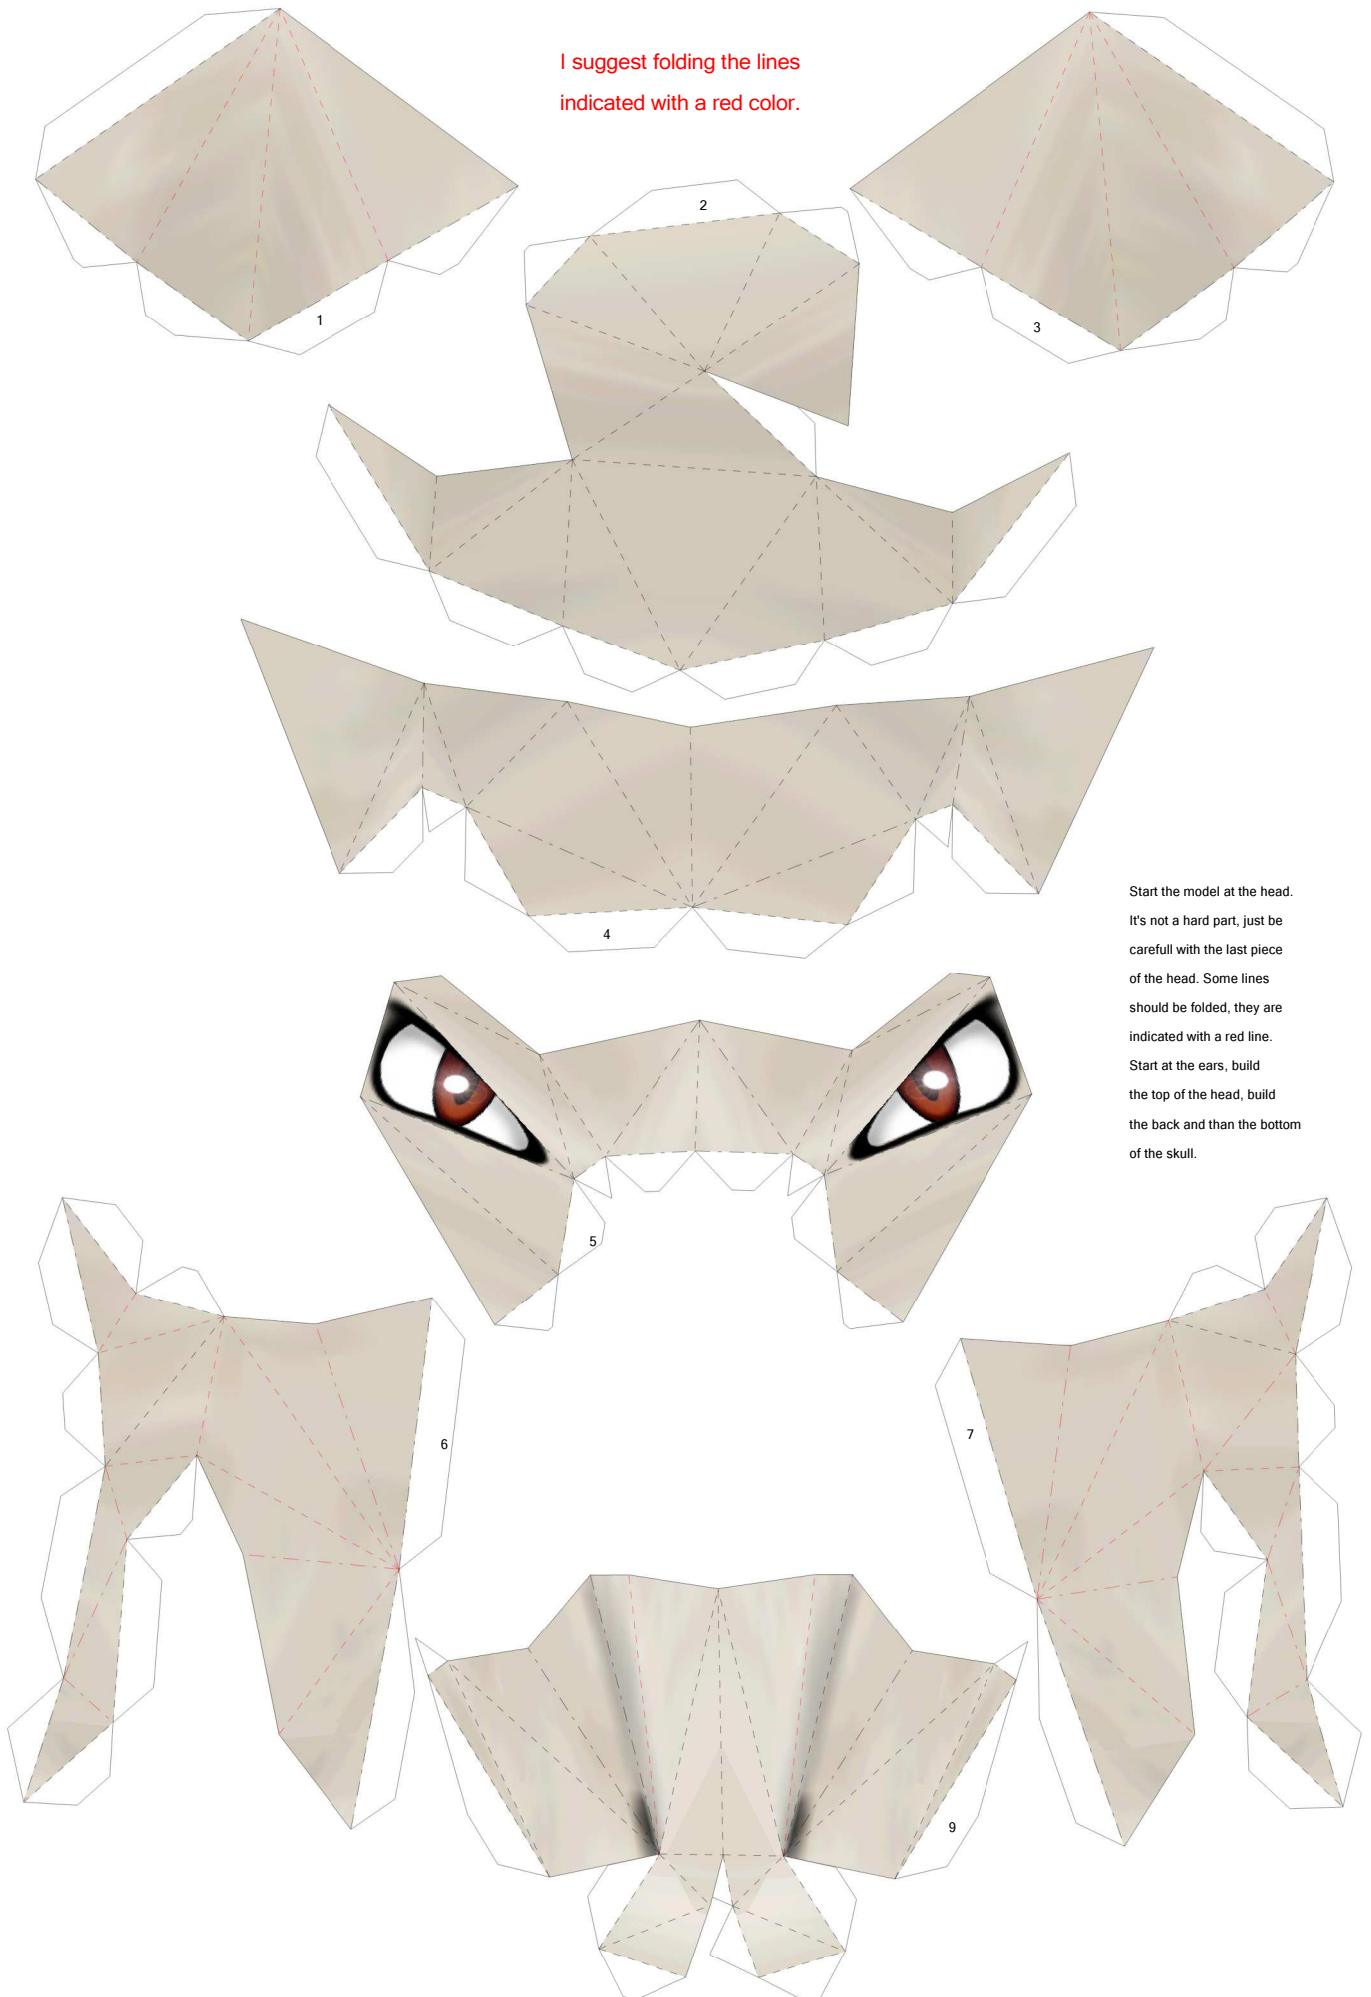 I suggest folding the lines
indicated with a red color.
2
1
3
4
Start the model at the head.
It's not a hard part, just be
carefull with the last piece
of the head. Some lines
should be folded, they are
indicated with a red line.
Start at the ears, build
the top of the head, build
the back and than the bottom
of the skull.
5
6
7
9